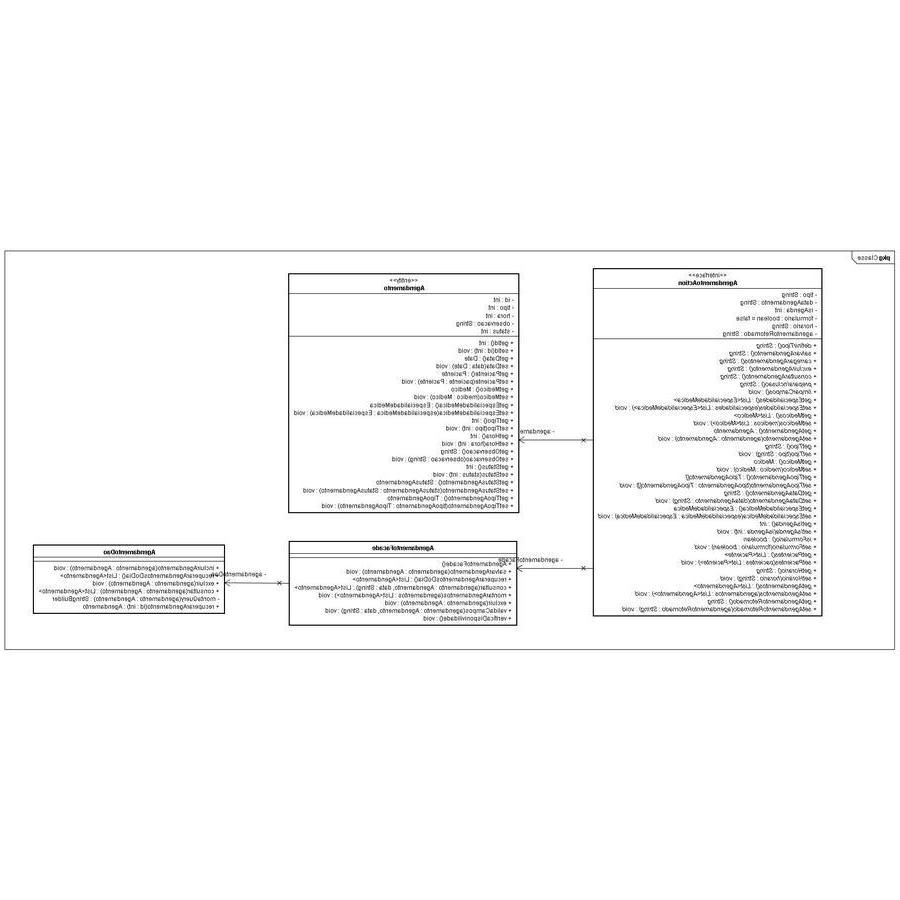 pkg Classe
<<interface>>
AgendamentoAction
- tipo : String
- dataAgendamento : String
- agsAgenda : int
- formulario : boolean = false
- horario : String
- agendamentoRetornado : String
+ definirTipo() : String
+ salvarAgendamento() : String
+ carregarAgendamentos() : String
+ excluirAgendamento() : String
+ consultarAgendamento() : String
+ prepararInclusao() : String
+ limparCampos() : void
+ getEspecialidades() : List<EspecialidadeMedica>
+ setEspecialidades(especialidades : List<EspecialidadeMedica>) : void
+ getMedicos() : List<Medico>
+ setMedicos(medicos : List<Medico>) : void
+ getAgendamento() : Agendamento
+ setAgendamento(agendamento : Agendamento) : void
+ getTipo() : String
+ setTipo(tipo : String) : void
+ getMedico() : Medico
+ setMedico(medico : Medico) : void
+ getTipoAgendamento() : TipoAgendamento[]
+ setTipoAgendamento(tipoAgendamento : TipoAgendamento[]) : void
+ getDataAgendamento() : String
+ setDataAgendamento(dataAgendamento : String) : void
+ getEspecialidadeMedica() : EspecialidadeMedica
+ setEspecialidadeMedica(especialidadeMedica : EspecialidadeMedica) : void
+ isFormulario() : boolean
+ setFormulario(formulario : boolean) : void
+ getPacientes() : List<Paciente>
+ setPacientes(pacientes : List<Paciente>) : void
+ getHorario() : String
+ setHorario(horario : String) : void
+ getAgendamentos() : List<Agendamento>
+ setAgendamentos(agendamentos : List<Agendamento>) : void
+ getAgendamentoRetornado() : String
+ setAgendamentoRetornado(agendamentoRetornado : String) : void
<<entity>>
Agendamento
- id : int
- tipo : int
- hora : int
- observacao : String
- status : int
+ getId() : int
+ setId(id : int) : void
+ getData() : Date
+ setData(data : Date) : void
+ getPaciente() : Paciente
+ setPaciente(paciente : Paciente) : void
+ getMedico() : Medico
+ setMedico(medico : Medico) : void
+ getEspecialidadeMedica() : EspecialidadeMedica
+ setEspecialidadeMedica(especialidadeMedica : EspecialidadeMedica) : void
+ getTipo() : int
+ setTipo(tipo : int) : void
+ getHora() : int
+ setHora(hora : int) : void
+ getObservacao() : String
+ setObservacao(observacao : String) : void
+ getStatus() : int
+ setStatus(status : int) : void
+ getStatusAgendamento() : StatusAgendamento
+ setStatusAgendamento(statusAgendamento : StatusAgendamento) : void
+ getTipoAgendamento() : TipoAgendamento
+ setTipoAgendamento(tipoAgendamento : TipoAgendamento) : void
- agendame
- agendamentoFacade
AgendamentoFacade
+ AgendamentoFacade()
+ salvarAgendamento(agendamento : Agendamento) : void
+ recuperarAgendamentosDoDia() : List<Agendamento>
+ consultar(agendamento : Agendamento, data : String) : List<Agendamento>
+ montarAgendamentos(agendamentos : List<Agendamento>) : void
+ excluir(agendamento : Agendamento) : void
+ validaCampos(agendamento : Agendamento, data : String) : void
+ verificaDisponivilidade() : void
- agendamentoDao
AgendamentoDao
+ incluirAgendamento(agendamento : Agendamento) : void
+ recuperarAgendamentosDoDia() : List<Agendamento>
+ excluir(agendamento : Agendamento) : void
+ consultar(agendamento : Agendamento) : List<Agendamento>
- montaQuery(agendamento : Agendamento) : StringBuilder
+ recuperarAgendamento(id : int) : Agendamento